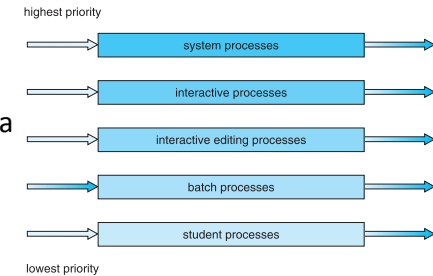 highest priority
system processes
interactive processes
a
interactive editing processes
batch processes
student processes
lowest priority